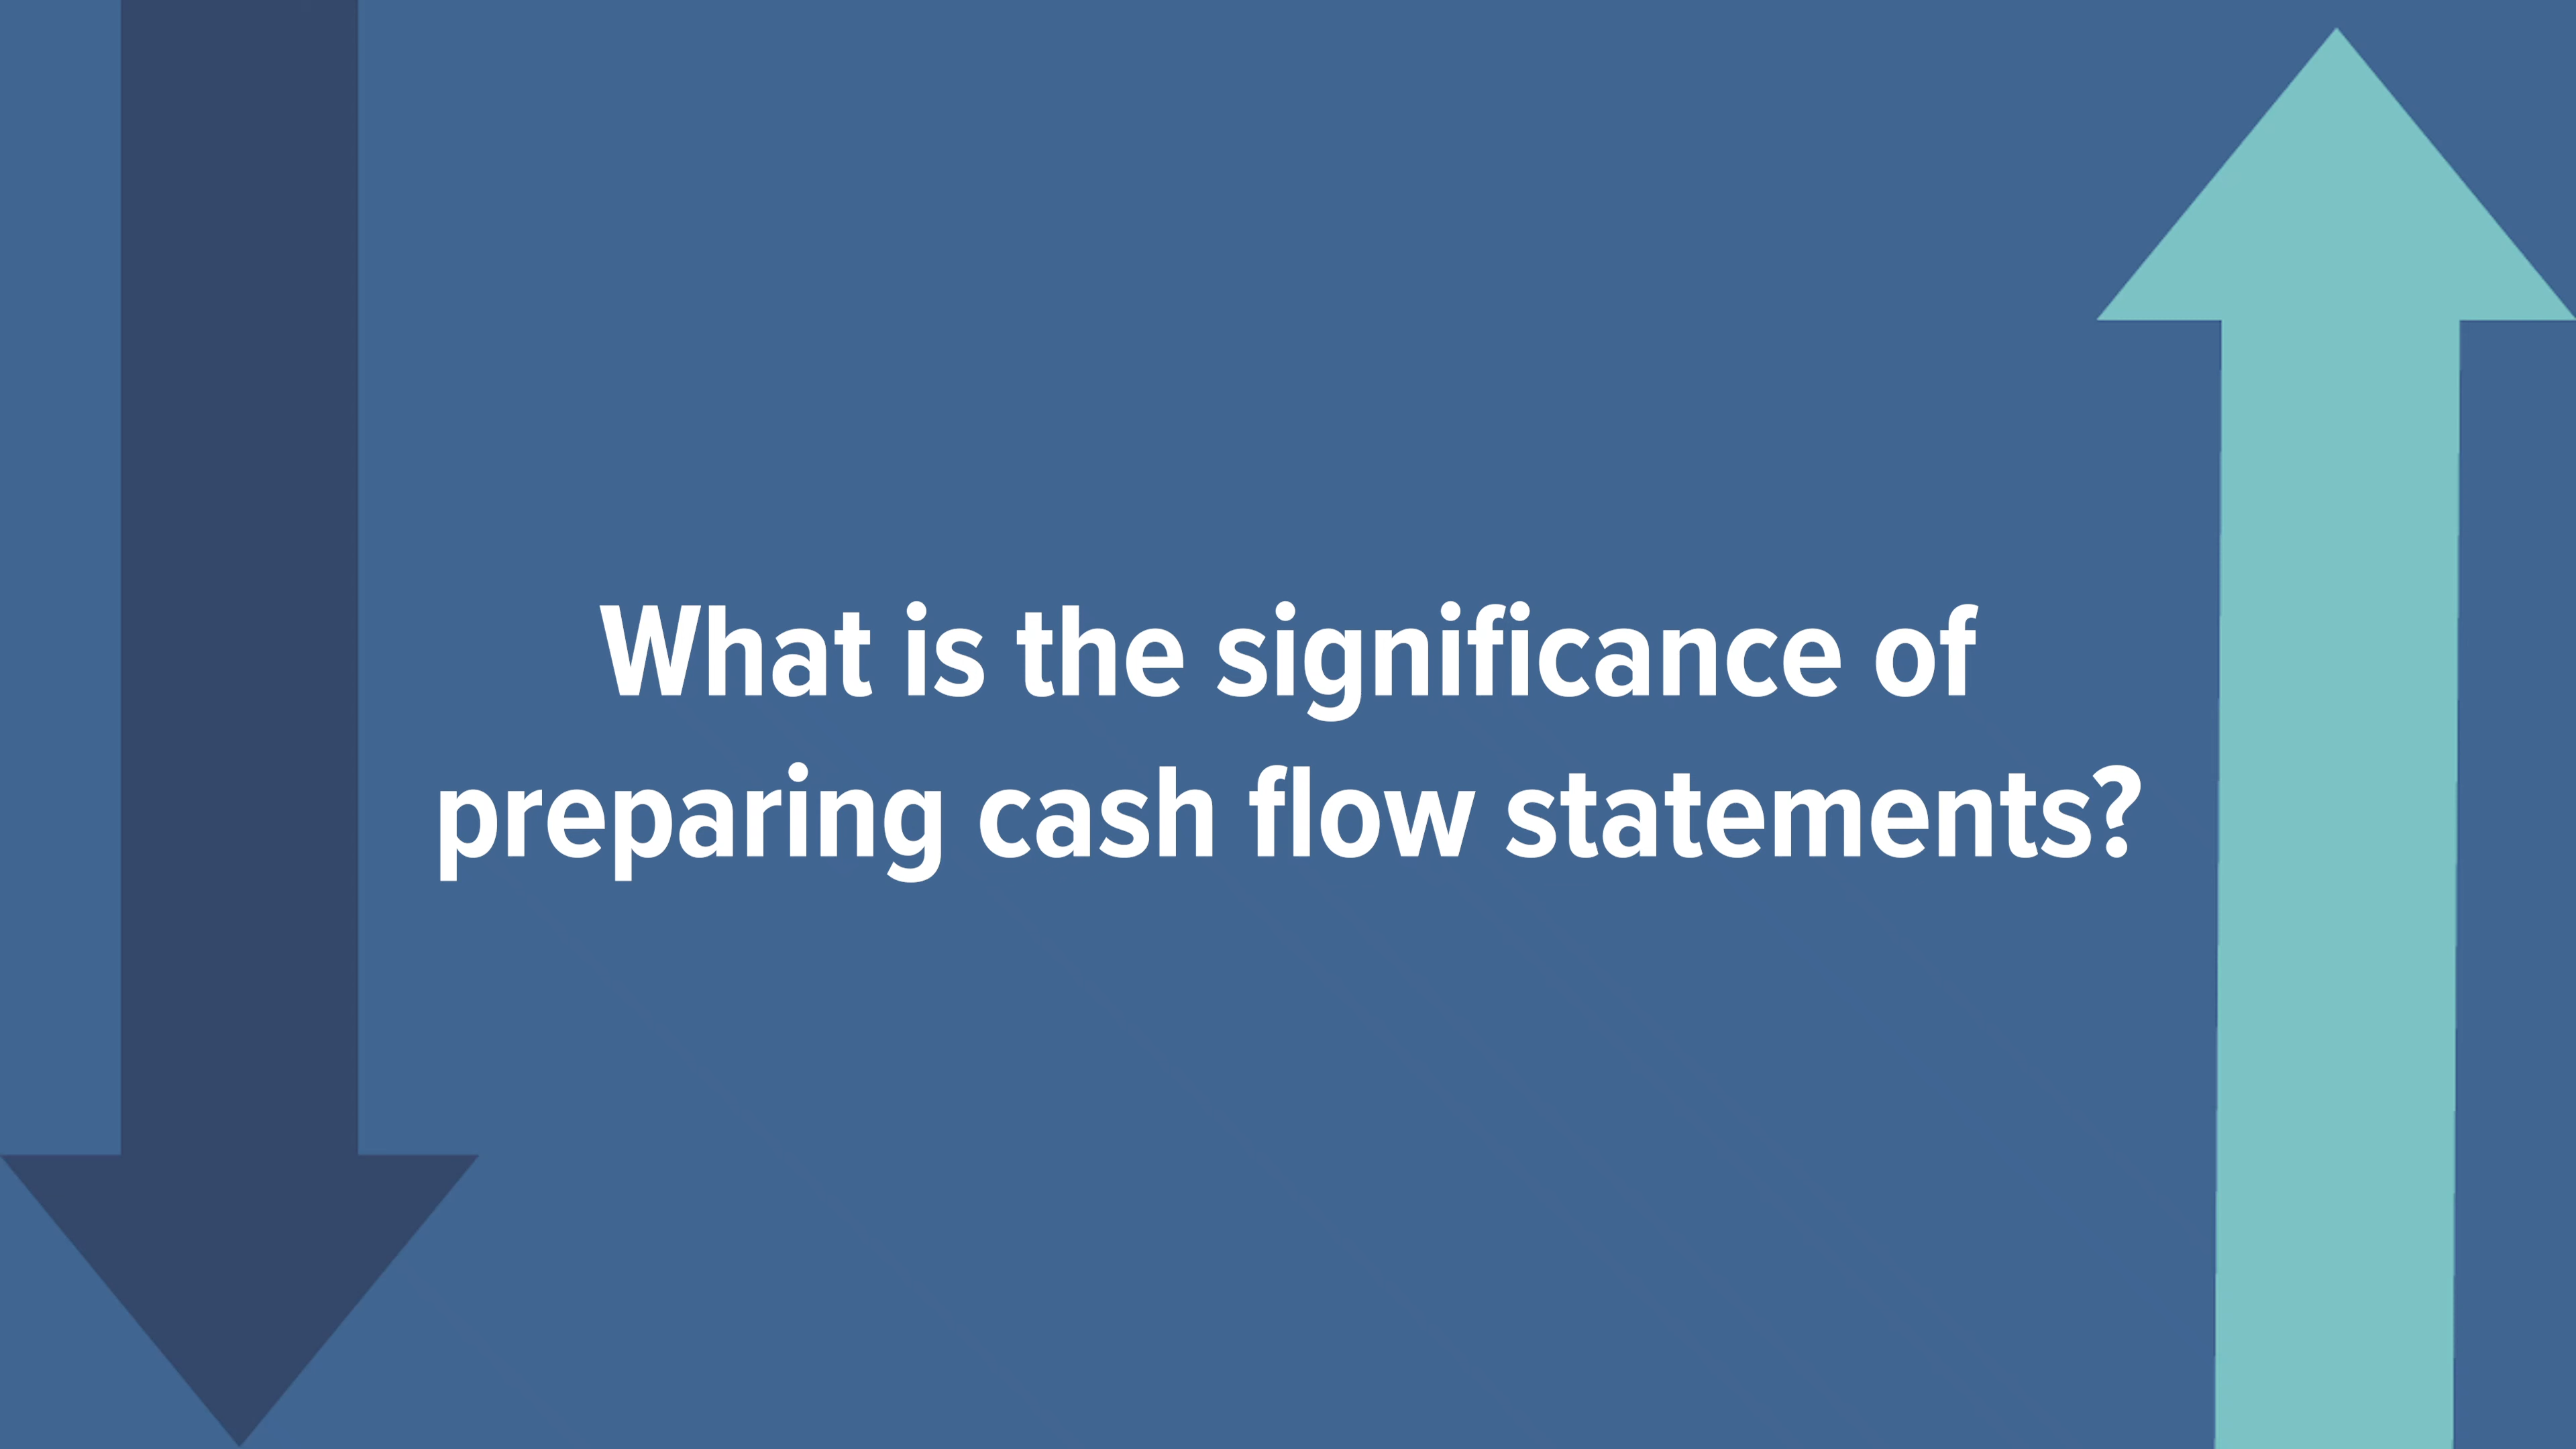 What is the significance of
preparing cash flow statements?